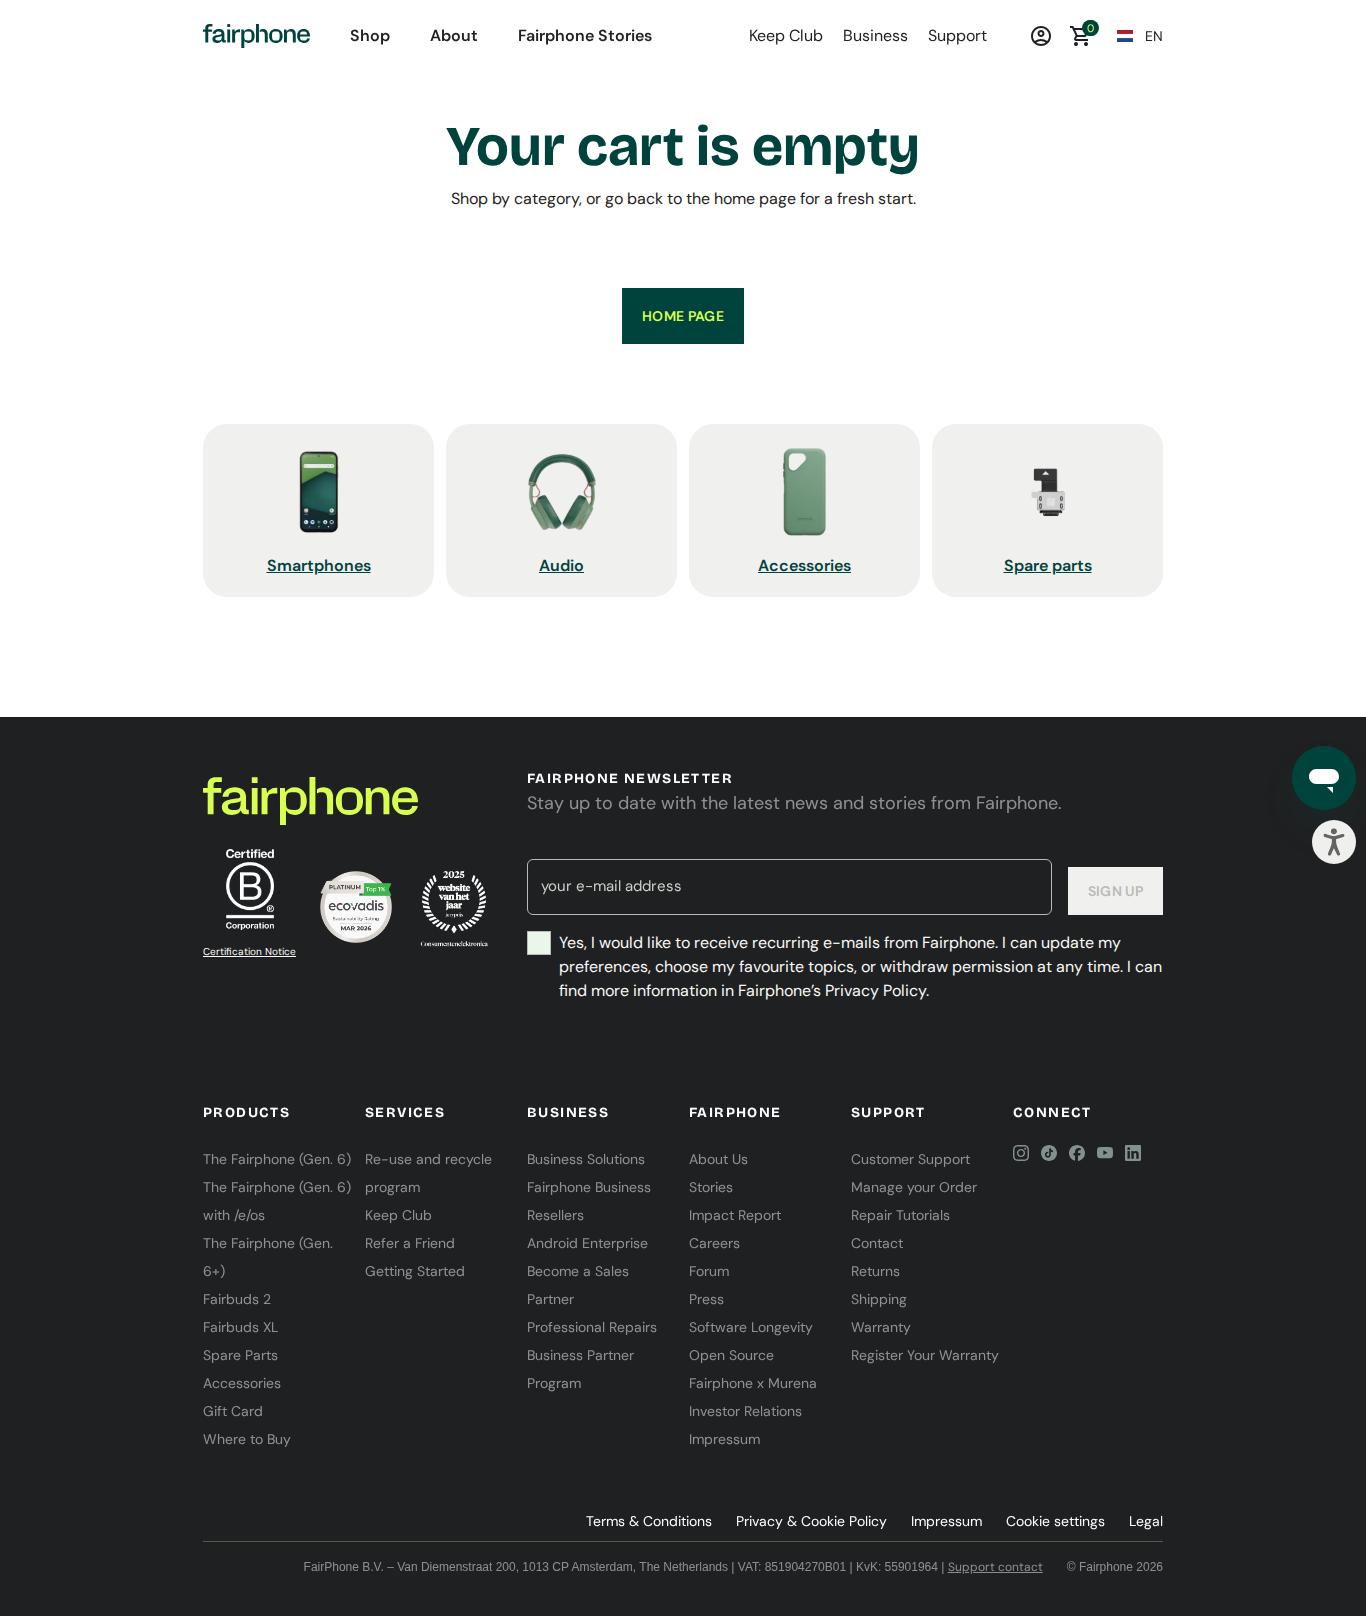 fairphone
Shop
About
Fairphone Stories
Keep Club
Business
Support
0
EN
Your cart is empty
Shop by category, or go back to the home page for a fresh start.
HOME PAGE
Smartphones
Audio
Accessories
Spare parts
fairphone
Certified
B
®
Corporation
Certification Notice
PLATINUM
Top 1%
ecovadis
Sustainability Rating
MAR 2026
2025
website
van het
jaar
Consumentenelektronica
FAIRPHONE NEWSLETTER
Stay up to date with the latest news and stories from Fairphone.
your e-mail address
SIGN UP
Yes, I would like to receive recurring e-mails from Fairphone. I can update my
preferences, choose my favourite topics, or withdraw permission at any time. I can
find more information in Fairphone’s Privacy Policy.
PRODUCTS
The Fairphone (Gen. 6)
The Fairphone (Gen. 6)
with /e/os
The Fairphone (Gen.
6+)
Fairbuds 2
Fairbuds XL
Spare Parts
Accessories
Gift Card
Where to Buy
SERVICES
Re-use and recycle
program
Keep Club
Refer a Friend
Getting Started
BUSINESS
Business Solutions
Fairphone Business
Resellers
Android Enterprise
Become a Sales
Partner
Professional Repairs
Business Partner
Program
FAIRPHONE
About Us
Stories
Impact Report
Careers
Forum
Press
Software Longevity
Open Source
Fairphone x Murena
Investor Relations
Impressum
SUPPORT
Customer Support
Manage your Order
Repair Tutorials
Contact
Returns
Shipping
Warranty
Register Your Warranty
CONNECT
Terms & Conditions
Privacy & Cookie Policy
Impressum
Cookie settings
Legal
FairPhone B.V. – Van Diemenstraat 200, 1013 CP Amsterdam, The Netherlands | VAT: 851904270B01 | KvK: 55901964 | Support contact
© Fairphone 2026